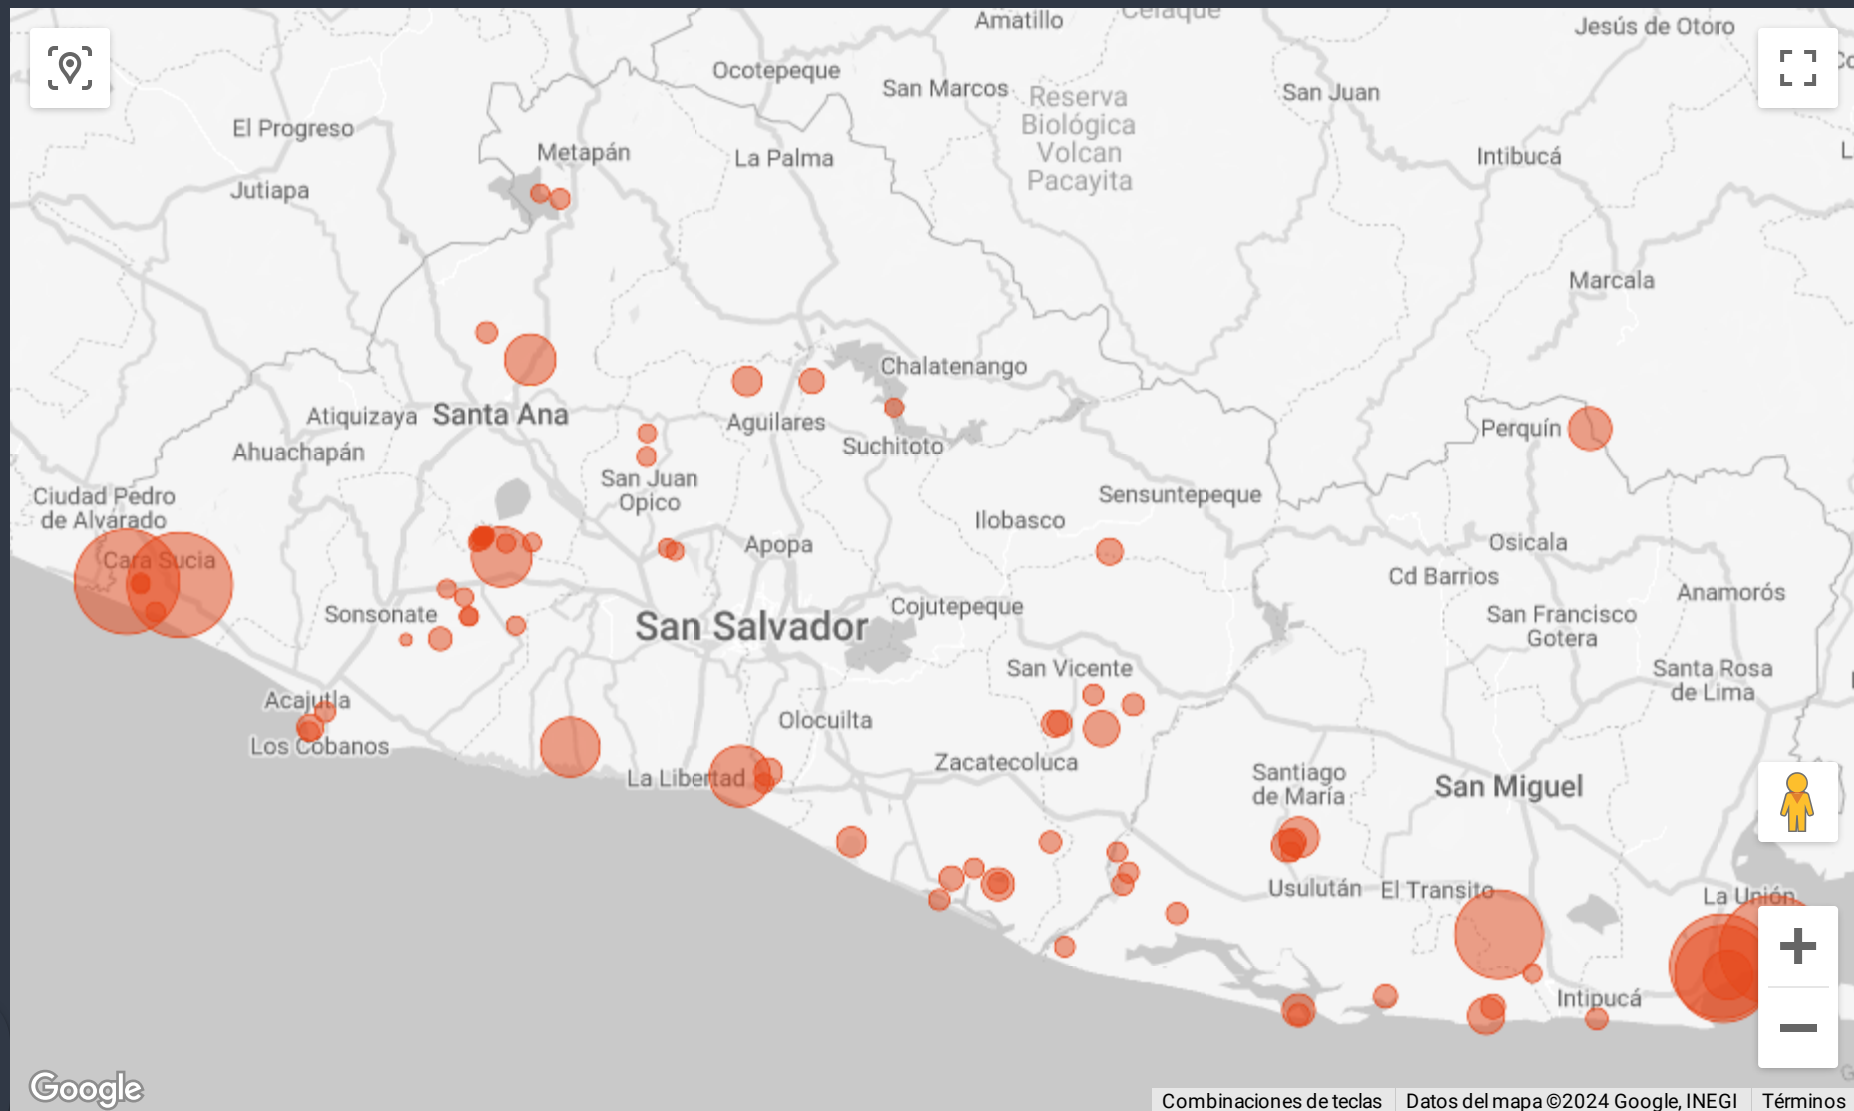 Amatillo
Celaque
Jesús de Otoro
Ocotepeque
San Marcos
San Juan
Reserva
Biológica
Volcan
Pacayita
El Progreso
Metapán
La Palma
Intibucá
Jutiapa
Marcala
Chalatenango
Atiquizaya
Santa Ana
Aguilares
Perquín
Suchitoto
Ahuachapán
San Juan
Opico
Sensuntepeque
Ciudad Pedro
de Alvarado
Ilobasco
Apopa
Osicala
Cara Sucia
Cd Barrios
Anamorós
Cojutepeque
San Francisco
Gotera
Sonsonate
San Salvador
San Vicente
Santa Rosa
de Lima
Acajutla
Olocuilta
Los Cobanos
Zacatecoluca
La Libertad
Santiago
de María
San Miguel
Usulután
El Transito
La Unión
Intipucá
Google
Combinaciones de teclas
Datos del mapa ©2024 Google, INEGI
Términos